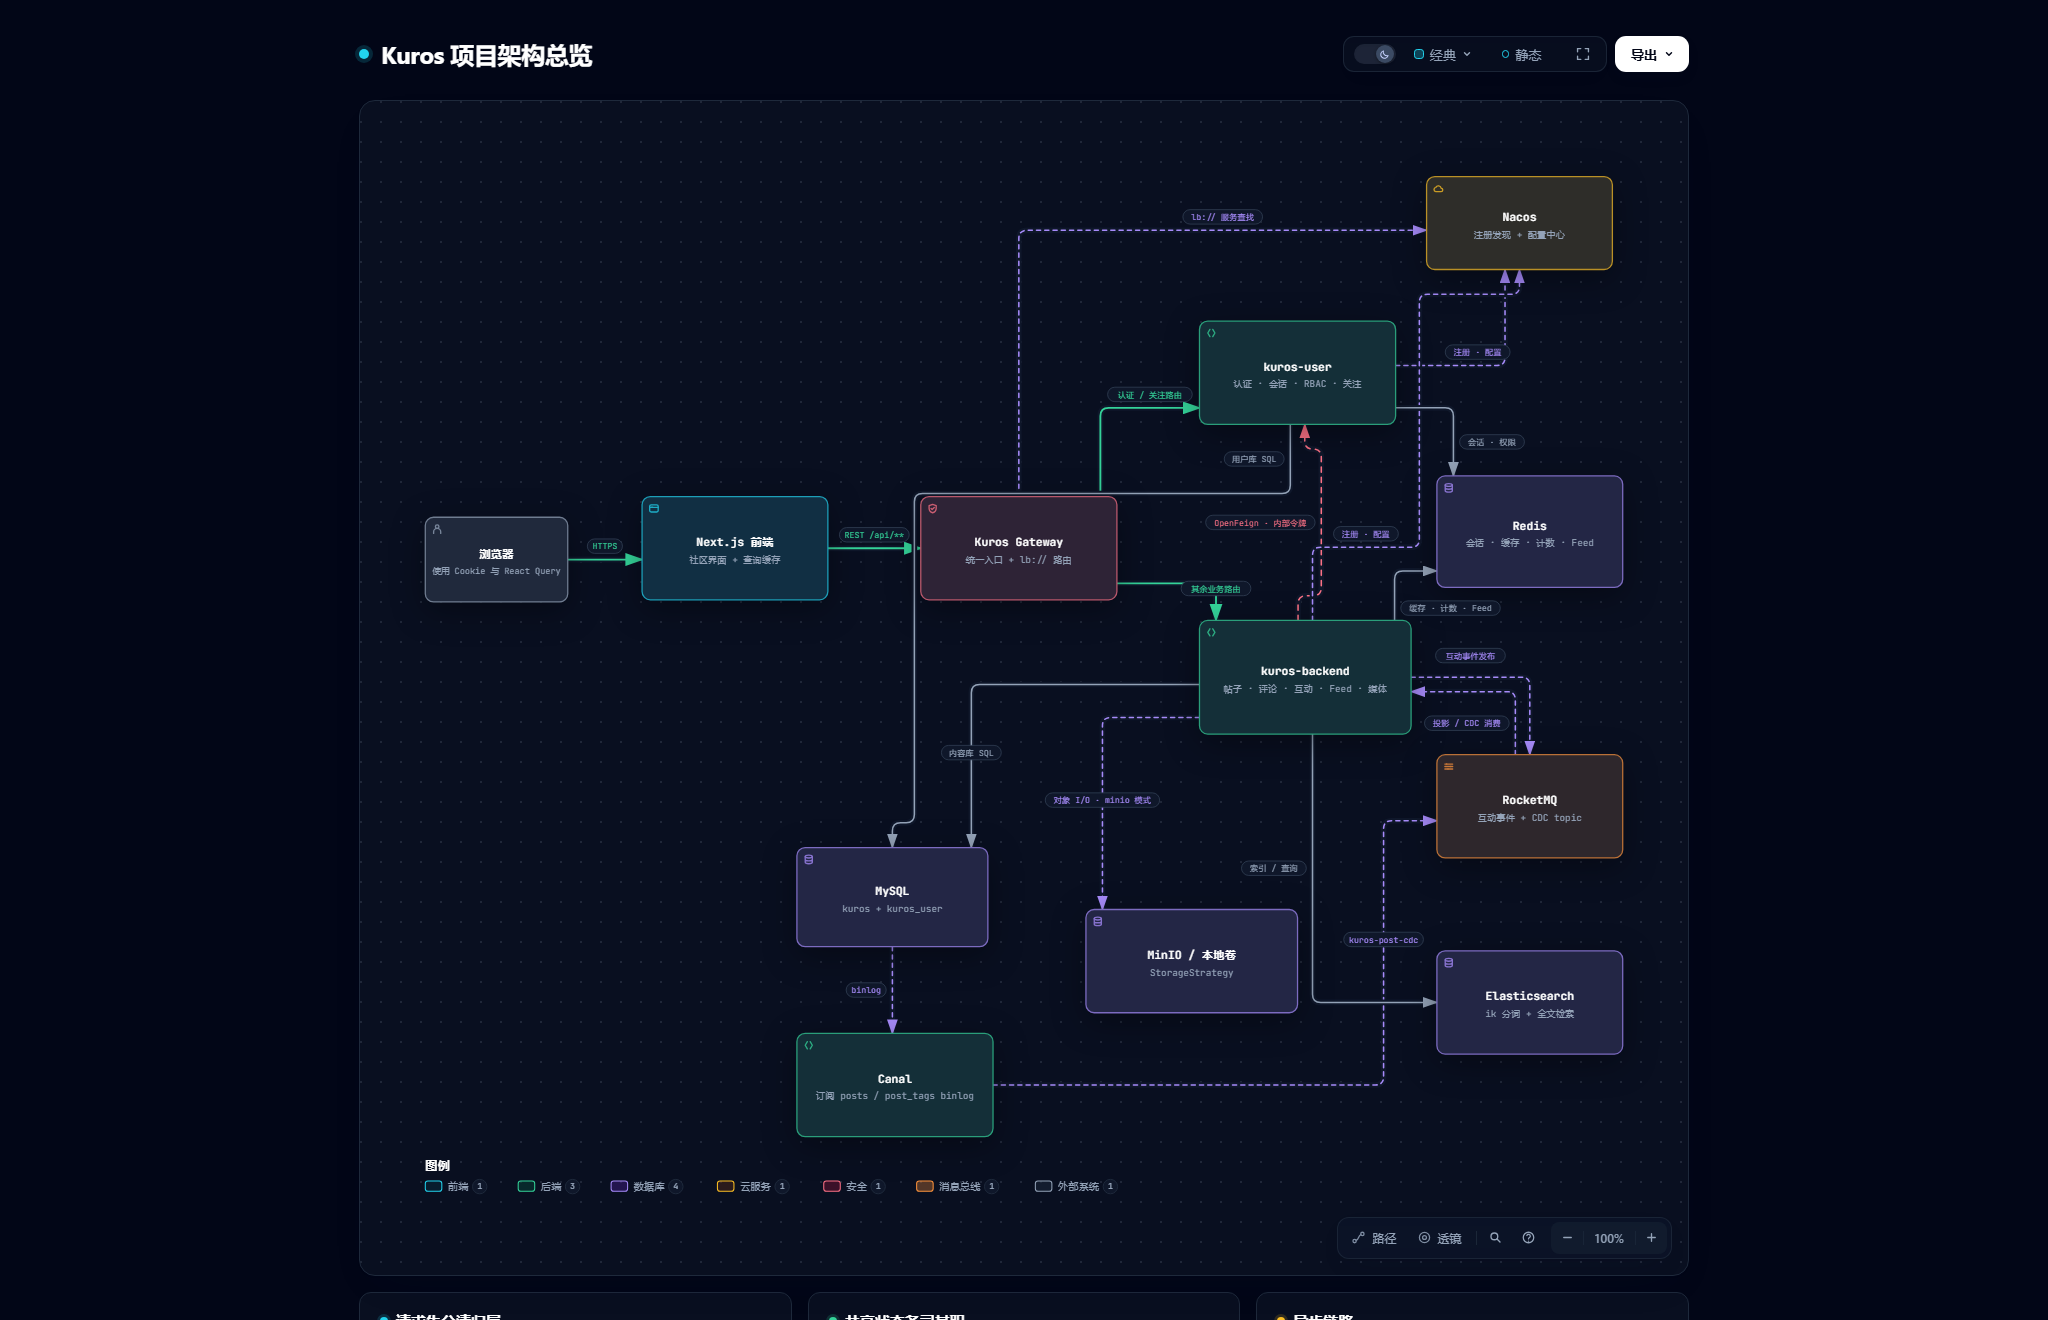 Kuros 项目架构总览
经典
静态
导出
Nacos
注册发现 + 配置中心
lb:// 服务查找
kuros-user
认证 · 会话 · RBAC · 关注
注册 · 配置
认证 / 关注路由
会话 · 权限
用户库 SQL
Redis
会话 · 缓存 · 计数 · Feed
OpenFeign · 内部令牌
注册 · 配置
浏览器
使用 Cookie 与 React Query
HTTPS
Next.js 前端
社区界面 + 查询缓存
REST /api/**
Kuros Gateway
统一入口 + lb:// 路由
其余业务路由
缓存 · 计数 · Feed
kuros-backend
帖子 · 评论 · 互动 · Feed · 媒体
互动事件发布
投影 / CDC 消费
内容库 SQL
对象 I/O · minio 模式
RocketMQ
互动事件 + CDC topic
索引 / 查询
MySQL
kuros + kuros_user
kuros-post-cdc
MinIO / 本地卷
StorageStrategy
binlog
Elasticsearch
ik 分词 + 全文检索
Canal
订阅 posts / post_tags binlog
图例
前端 1
后端 3
数据库 4
云服务 1
安全 1
消息总线 1
外部系统 1
路径
透镜
100%